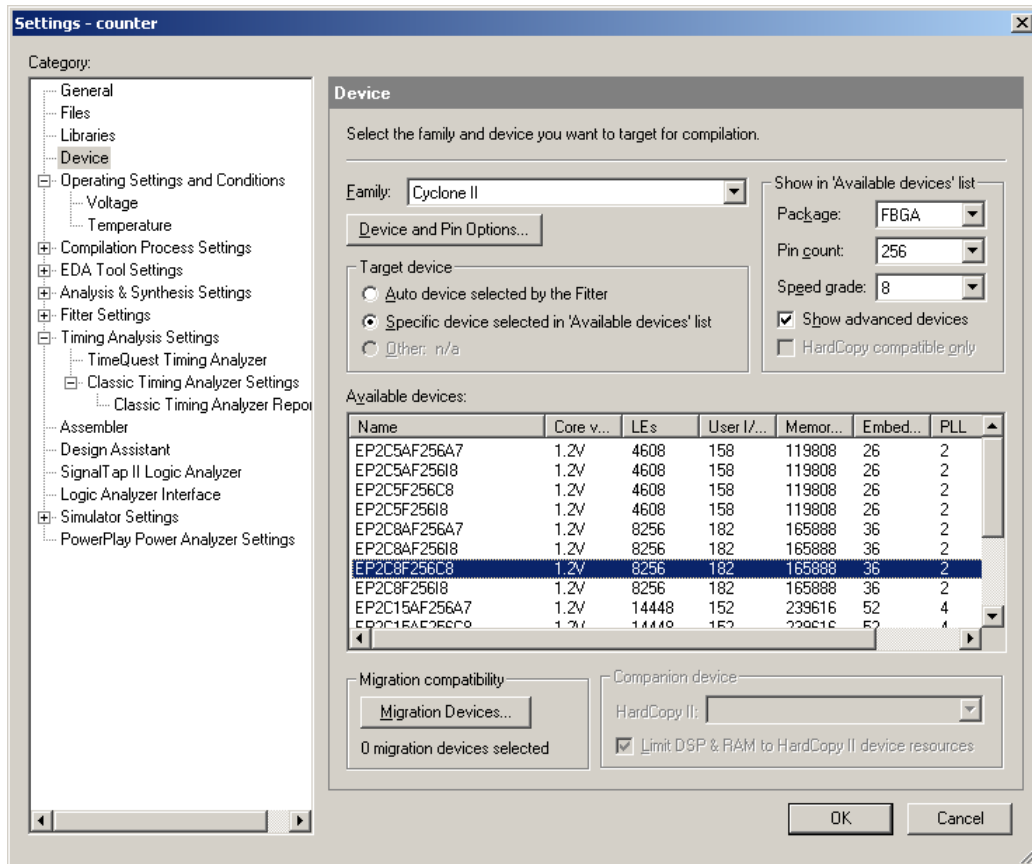 Settings - counter
Category:
General
Files
Libraries
Device
Operating Settings and Conditions
Voltage
Temperature
Compilation Process Settings
EDA Tool Settings
Analysis & Synthesis Settings
Fitter Settings
Timing Analysis Settings
TimeQuest Timing Analyzer
Classic Timing Analyzer Settings
Classic Timing Analyzer Repor
Assembler
Design Assistant
SignalTap II Logic Analyzer
Logic Analyzer Interface
Simulator Settings
PowerPlay Power Analyzer Settings
Device
Select the family and device you want to target for compilation.
Family: Cyclone II
Device and Pin Options...
Show in 'Available devices' list
Package: FBGA
Pin count: 256
Speed grade: 8
Show advanced devices
HardCopy compatible only
Target device
Auto device selected by the Fitter
Specific device selected in 'Available devices' list
Other: n/a
Available devices:
Name Core v... LEs User I/... Memor... Embed... PLL
EP2C5AF256A7 1.2V 4608 158 119808 26 2
EP2C5AF256I8 1.2V 4608 158 119808 26 2
EP2C5F256C8 1.2V 4608 158 119808 26 2
EP2C5F256I8 1.2V 4608 158 119808 26 2
EP2C8AF256A7 1.2V 8256 182 165888 36 2
EP2C8AF256I8 1.2V 8256 182 165888 36 2
EP2C8F256C8 1.2V 8256 182 165888 36 2
EP2C8F256I8 1.2V 8256 182 165888 36 2
EP2C15AF256A7 1.2V 14448 152 239616 52 4
EP2C15AF256C8 1.2V 14448 152 239616 52 4
Migration compatibility
Migration Devices...
0 migration devices selected
Companion device
HardCopy II:
Limit DSP & RAM to HardCopy II device resources
OK Cancel